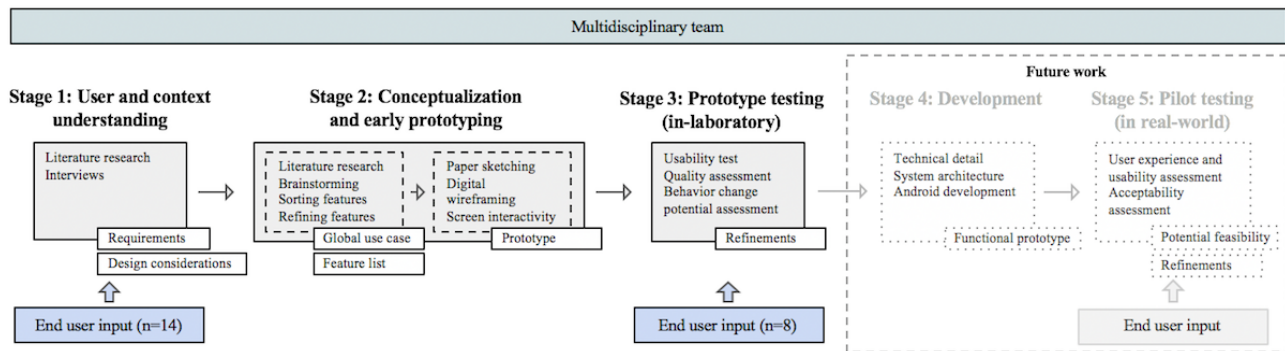 Multidisciplinary team
Future work
Stage 1: User and context
understanding
Literature research
Interviews
Requirements
Design considerations
End user input (n=14)
Stage 2: Conceptualization
and early prototyping
Literature research
Brainstorming
Sorting features
Refining features
Global use case
Feature list
Paper sketching
Digital
wireframing
Screen interactivity
Prototype
Stage 3: Prototype testing
(in-laboratory)
Usability test
Quality assessment
Behavior change
potential assessment
Refinements
End user input (n=8)
Stage 4: Development
Technical detail
System architecture
Android development
Functional prototype
Stage 5: Pilot testing
(in real-world)
User experience and
usability assessment
Acceptability
assessment
Potential feasibility
Refinements
End user input